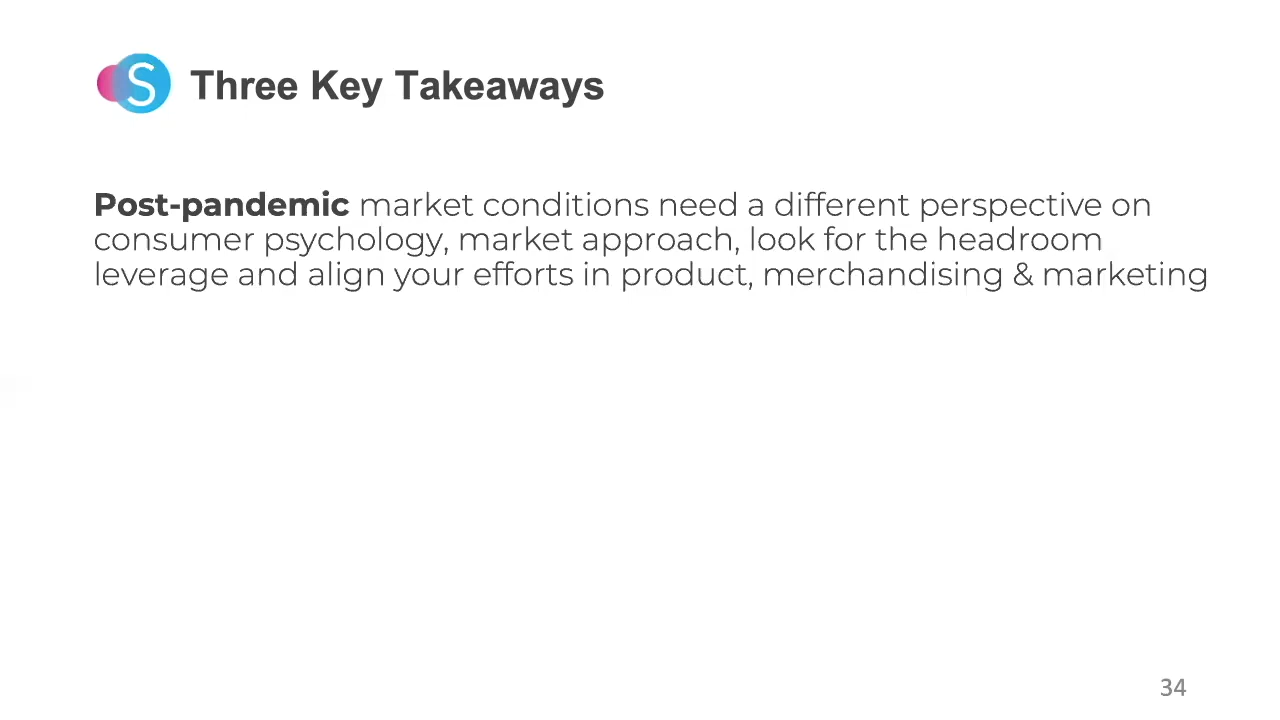 S
Three Key Takeaways
Post-pandemic market conditions need a different perspective on
consumer psychology, market approach, look for the headroom
leverage and align your efforts in product, merchandising & marketing
34